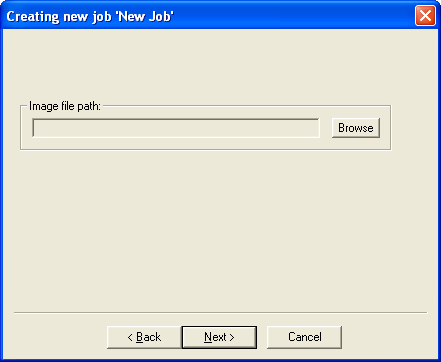 Creating new job 'New Job'
Image file path:
Browse
< Back
Next >
Cancel